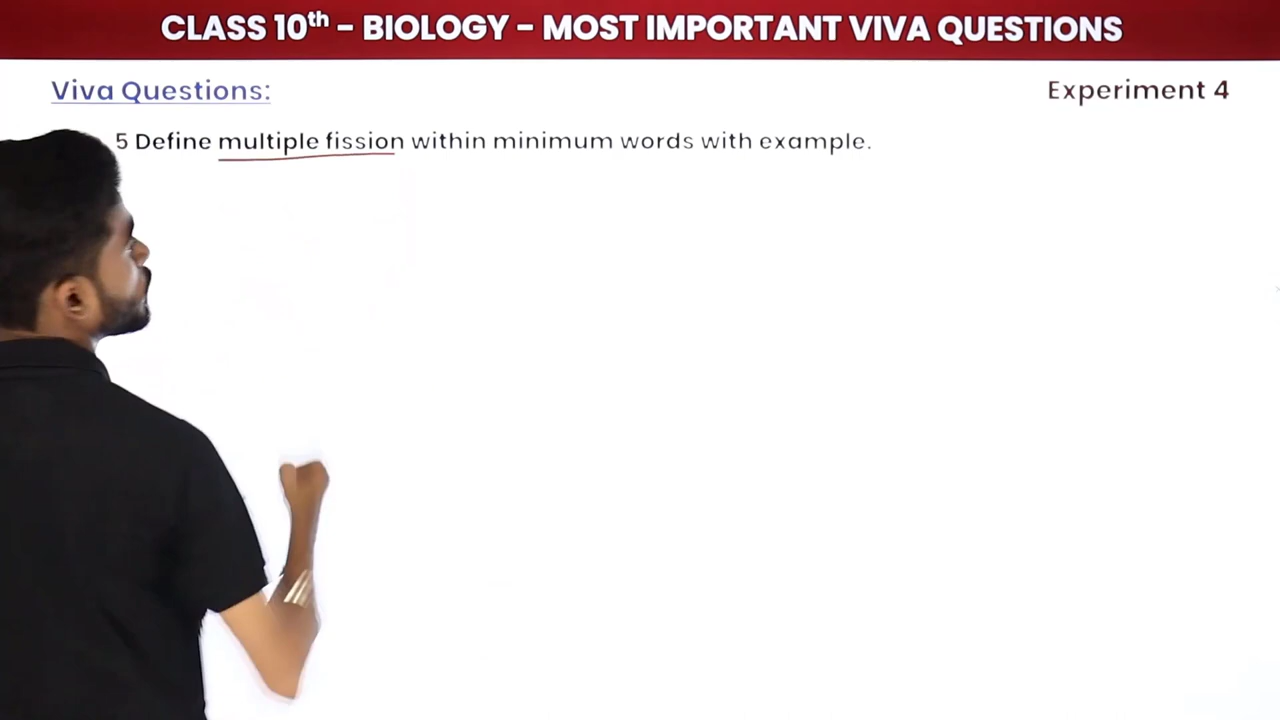 CLASS 10th - BIOLOGY - MOST IMPORTANT VIVA QUESTIONS
Viva Questions:
Experiment 4
5 Define multiple fission within minimum words with example.